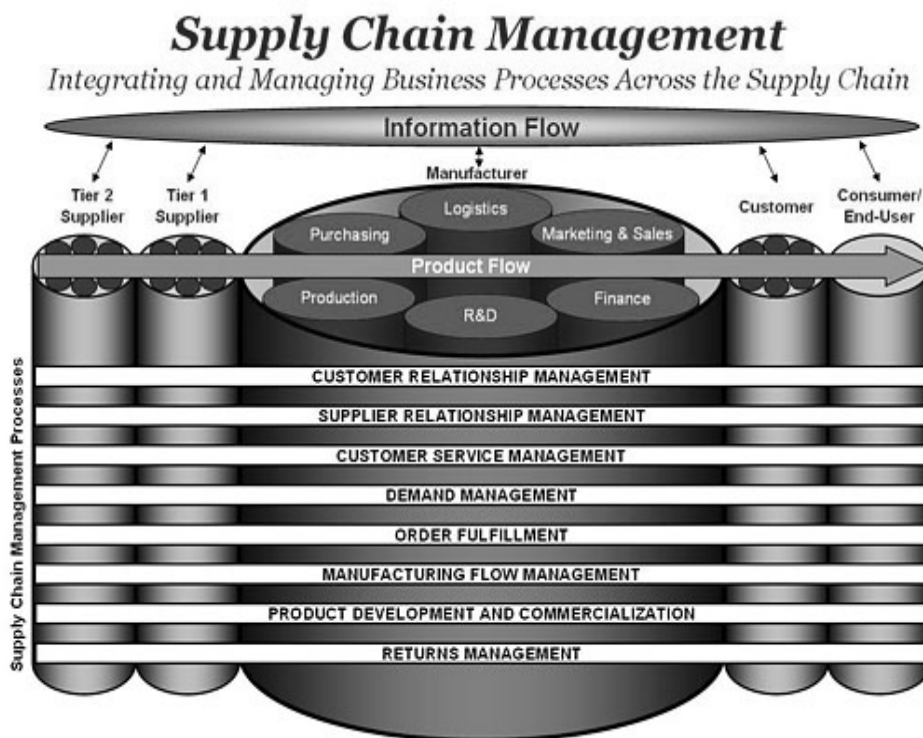 Supply Chain Management
Integrating and Managing Business Processes Across the Supply Chain
Information Flow
Manufacturer
Tier 2
Supplier
Tier 1
Supplier
Customer
Consumer/
End-User
Logistics
Purchasing
Marketing & Sales
Product Flow
Production
R&D
Finance
Supply Chain Management Processes
CUSTOMER RELATIONSHIP MANAGEMENT
SUPPLIER RELATIONSHIP MANAGEMENT
CUSTOMER SERVICE MANAGEMENT
DEMAND MANAGEMENT
ORDER FULFILLMENT
MANUFACTURING FLOW MANAGEMENT
PRODUCT DEVELOPMENT AND COMMERCIALIZATION
RETURNS MANAGEMENT